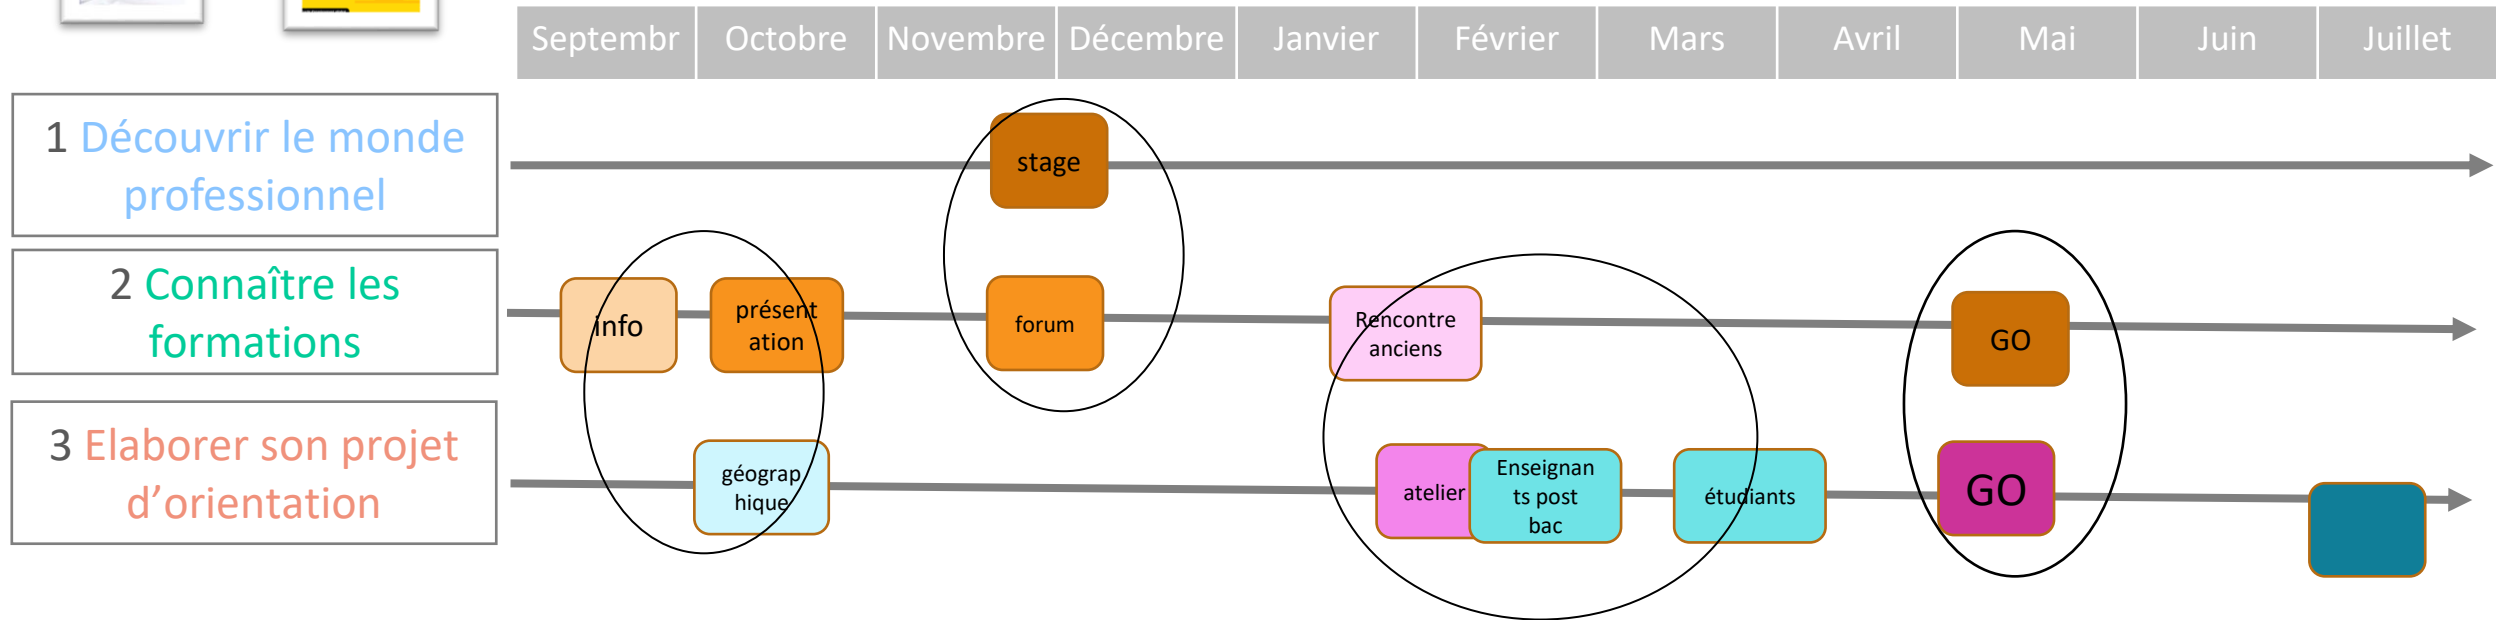 Septembr Octobre Novembre Décembre Janvier Février Mars Avril Mai Juin Juillet
1 Découvrir le monde
professionnel
stage
2 Connaître les
formations
info
présent
ation
forum
Rencontre
anciens
GO
3 Elaborer son projet
d’orientation
géograp
hique
atelier
Enseignan
ts post
bac
étudiants
GO